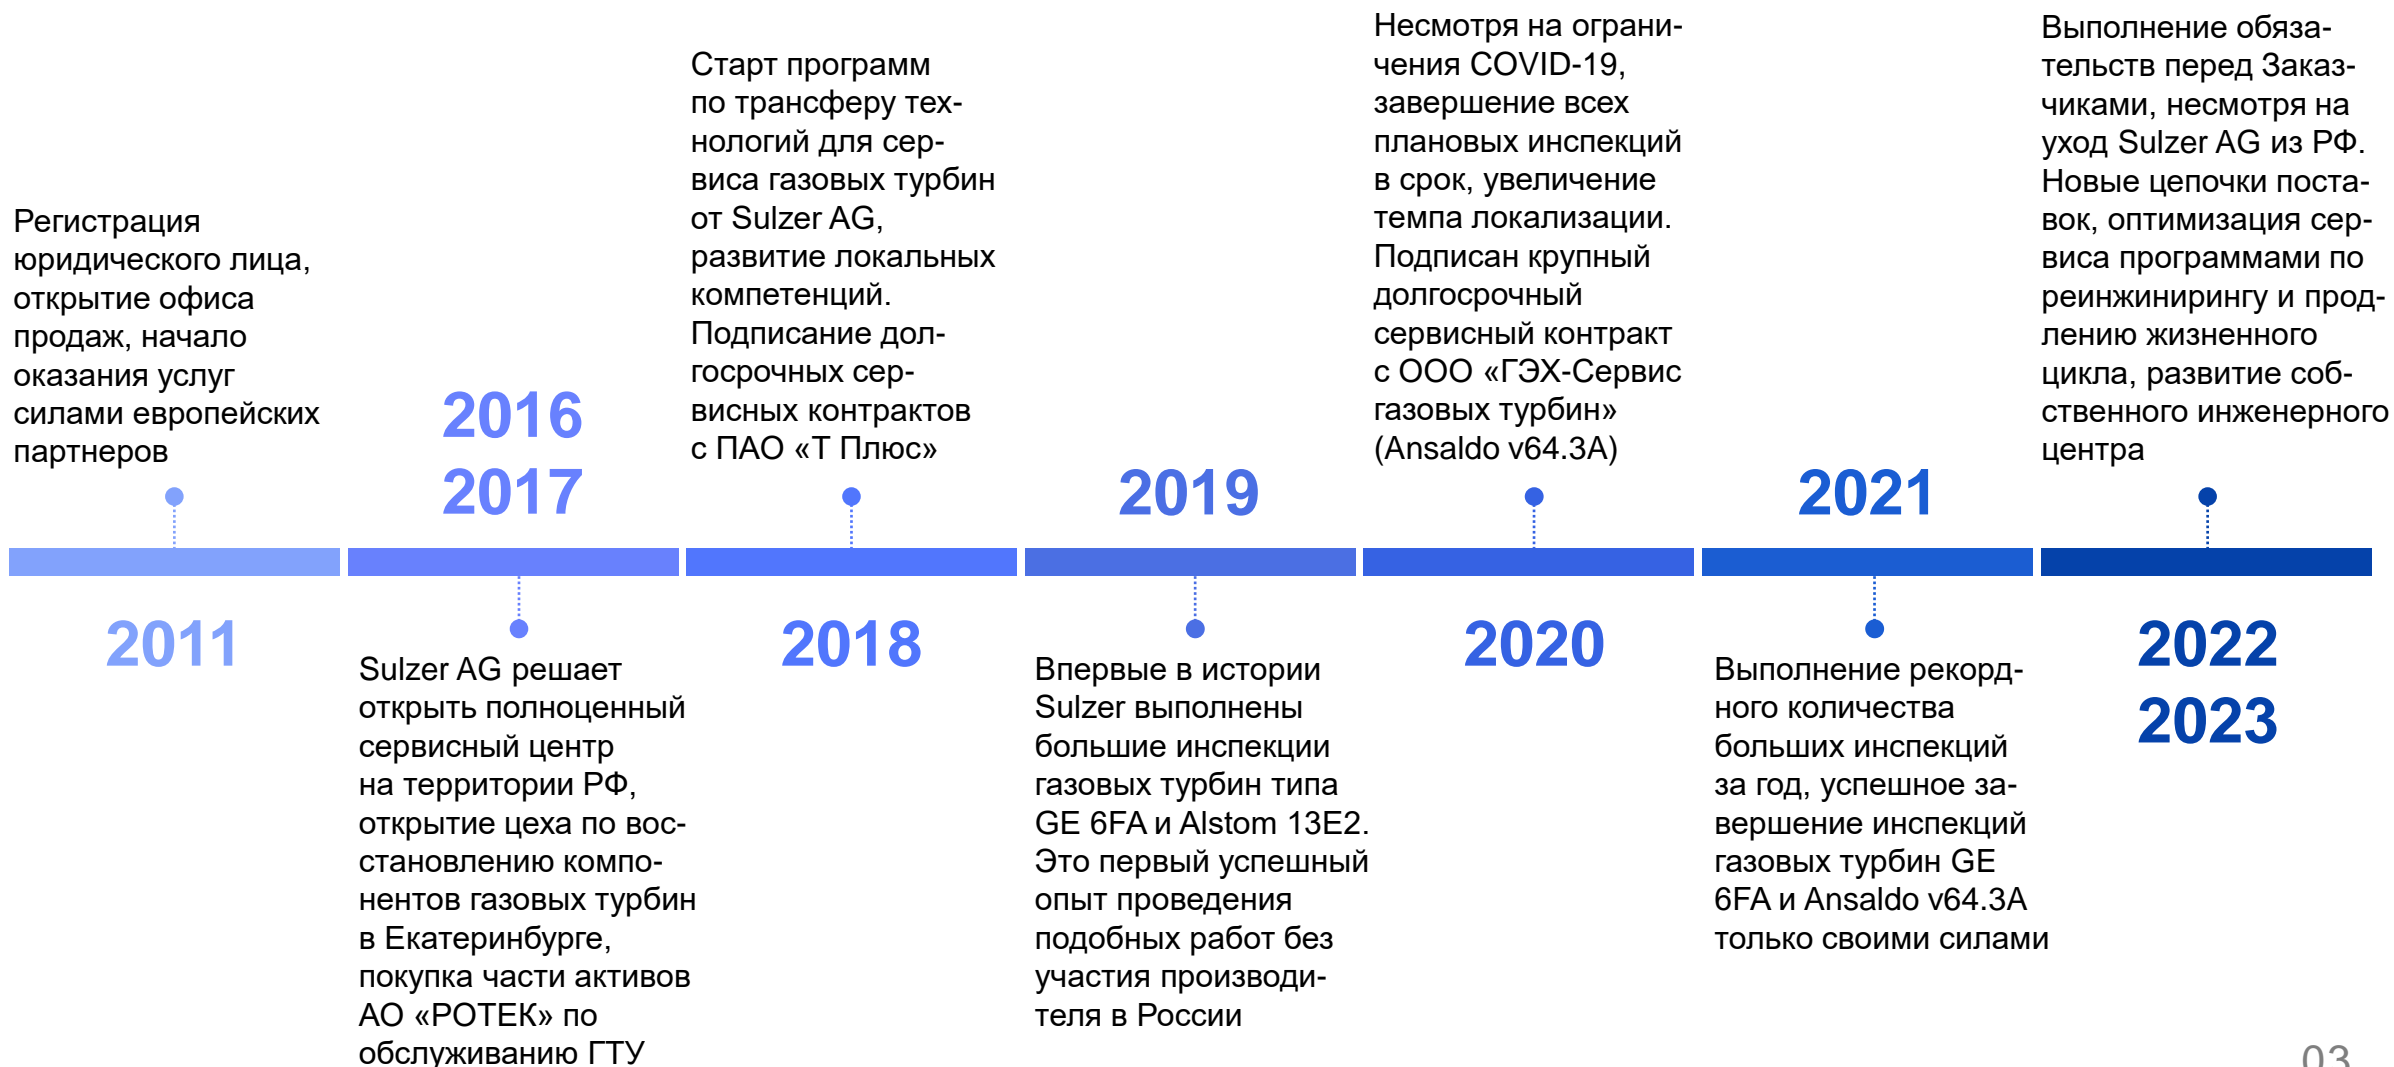 Регистрация
юридического лица,
открытие офиса
продаж, начало
оказания услуг
силами европейских
партнеров
2011
2016
2017
Sulzer AG решает
открыть полноценный
сервисный центр
на территории РФ,
открытие цеха по вос-
становлению компо-
нентов газовых турбин
в Екатеринбурге,
покупка части активов
АО «РОТЕК» по
обслуживанию ГТУ
Старт программ
по трансферу тех-
нологий для сер-
виса газовых турбин
от Sulzer AG,
развитие локальных
компетенций.
Подписание дол-
госрочных сер-
висных контрактов
с ПАО «Т Плюс»
2018
2019
Впервые в истории
Sulzer выполнены
большие инспекции
газовых турбин типа
GE 6FA и Alstom 13E2.
Это первый успешный
опыт проведения
подобных работ без
участия производи-
теля в России
Несмотря на ограни-
чения COVID-19,
завершение всех
плановых инспекций
в срок, увеличение
темпа локализации.
Подписан крупный
долгосрочный
сервисный контракт
с ООО «ГЭХ-Сервис
газовых турбин»
(Ansaldo v64.3A)
2020
2021
Выполнение рекорд-
ного количества
больших инспекций
за год, успешное за-
вершение инспекций
газовых турбин GE
6FA и Ansaldo v64.3A
только своими силами
Выполнение обяза-
тельств перед Заказ-
чиками, несмотря на
уход Sulzer AG из РФ.
Новые цепочки поста-
вок, оптимизация сер-
виса программами по
реинжинирингу и прод-
лению жизненного
цикла, развитие соб-
ственного инженерного
центра
2022
2023
03